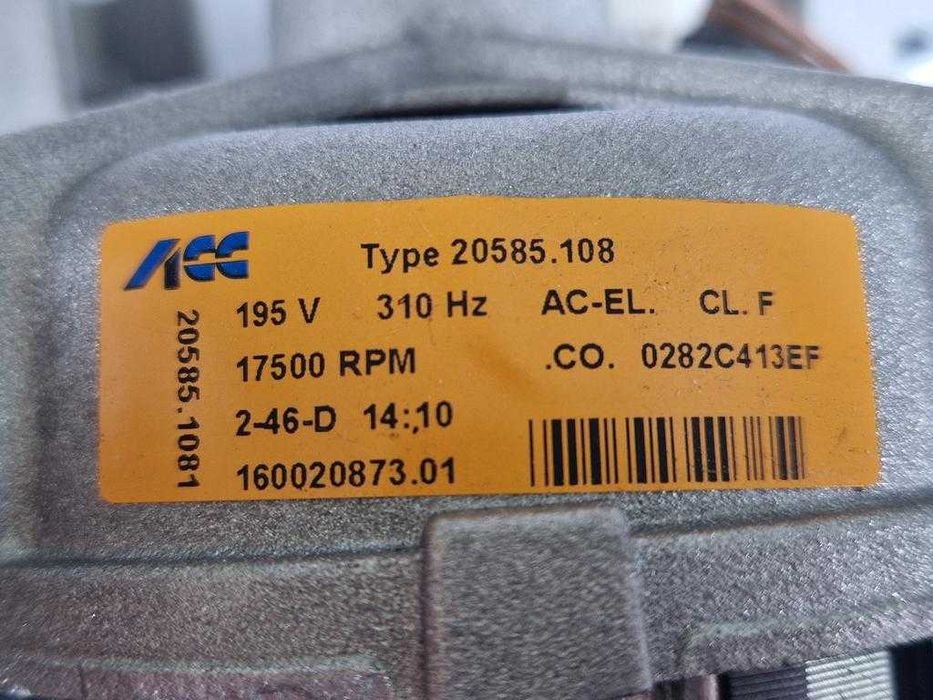 ACC Type 20585.108
195 V 310 Hz AC-EL. CL. F
17500 RPM .CO. 0282C413EF
2-46-D 14:,10
160020873.01
20585.1081